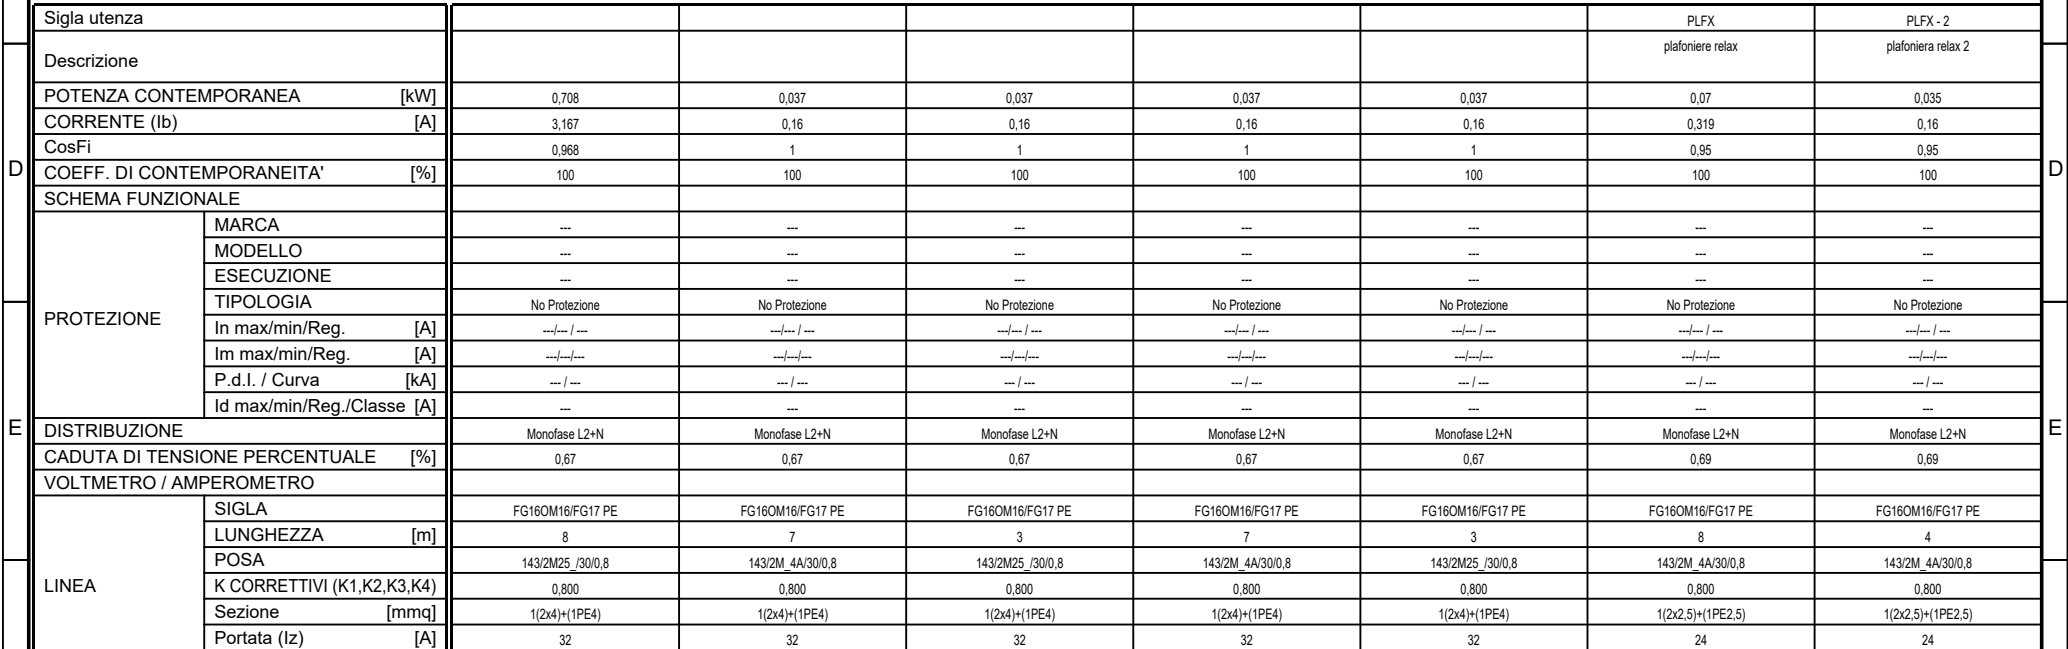 Sigla utenza PLFX PLFX - 2
Descrizione plafoniere relax plafoniera relax 2
POTENZA CONTEMPORANEA [kW] 0,708 0,037 0,037 0,037 0,037 0,07 0,035
CORRENTE (Ib) [A] 3,167 0,16 0,16 0,16 0,16 0,319 0,16
CosFi 0,968 1 1 1 1 0,95 0,95
D COEFF. DI CONTEMPORANEITA' [%] 100 100 100 100 100 100 100 D
SCHEMA FUNZIONALE
MARCA --- --- --- --- --- --- ---
MODELLO --- --- --- --- --- --- ---
ESECUZIONE --- --- --- --- --- --- ---
TIPOLOGIA No Protezione No Protezione No Protezione No Protezione No Protezione No Protezione No Protezione
PROTEZIONE
In max/min/Reg. [A] ---/--- / --- ---/--- / --- ---/--- / --- ---/--- / --- ---/--- / --- ---/--- / --- ---/--- / ---
Im max/min/Reg. [A] ---/---/--- ---/---/--- ---/---/--- ---/---/--- ---/---/--- ---/---/--- ---/---/---
P.d.I. / Curva [kA] --- / --- --- / --- --- / --- --- / --- --- / --- --- / --- --- / ---
Id max/min/Reg./Classe [A] --- --- --- --- --- --- ---
E DISTRIBUZIONE Monofase L2+N Monofase L2+N Monofase L2+N Monofase L2+N Monofase L2+N Monofase L2+N Monofase L2+N E
CADUTA DI TENSIONE PERCENTUALE [%] 0,67 0,67 0,67 0,67 0,67 0,69 0,69
VOLTMETRO / AMPEROMETRO
SIGLA FG16OM16/FG17 PE FG16OM16/FG17 PE FG16OM16/FG17 PE FG16OM16/FG17 PE FG16OM16/FG17 PE FG16OM16/FG17 PE FG16OM16/FG17 PE
LUNGHEZZA [m] 8 7 3 7 3 8 4
POSA 143/2M25_/30/0,8 143/2M_4A/30/0,8 143/2M25_/30/0,8 143/2M_4A/30/0,8 143/2M25_/30/0,8 143/2M_4A/30/0,8 143/2M_4A/30/0,8
LINEA K CORRETTIVI (K1,K2,K3,K4) 0,800 0,800 0,800 0,800 0,800 0,800 0,800
Sezione [mmq] 1(2x4)+(1PE4) 1(2x4)+(1PE4) 1(2x4)+(1PE4) 1(2x4)+(1PE4) 1(2x4)+(1PE4) 1(2x2,5)+(1PE2,5) 1(2x2,5)+(1PE2,5)
Portata (Iz) [A] 32 32 32 32 32 24 24